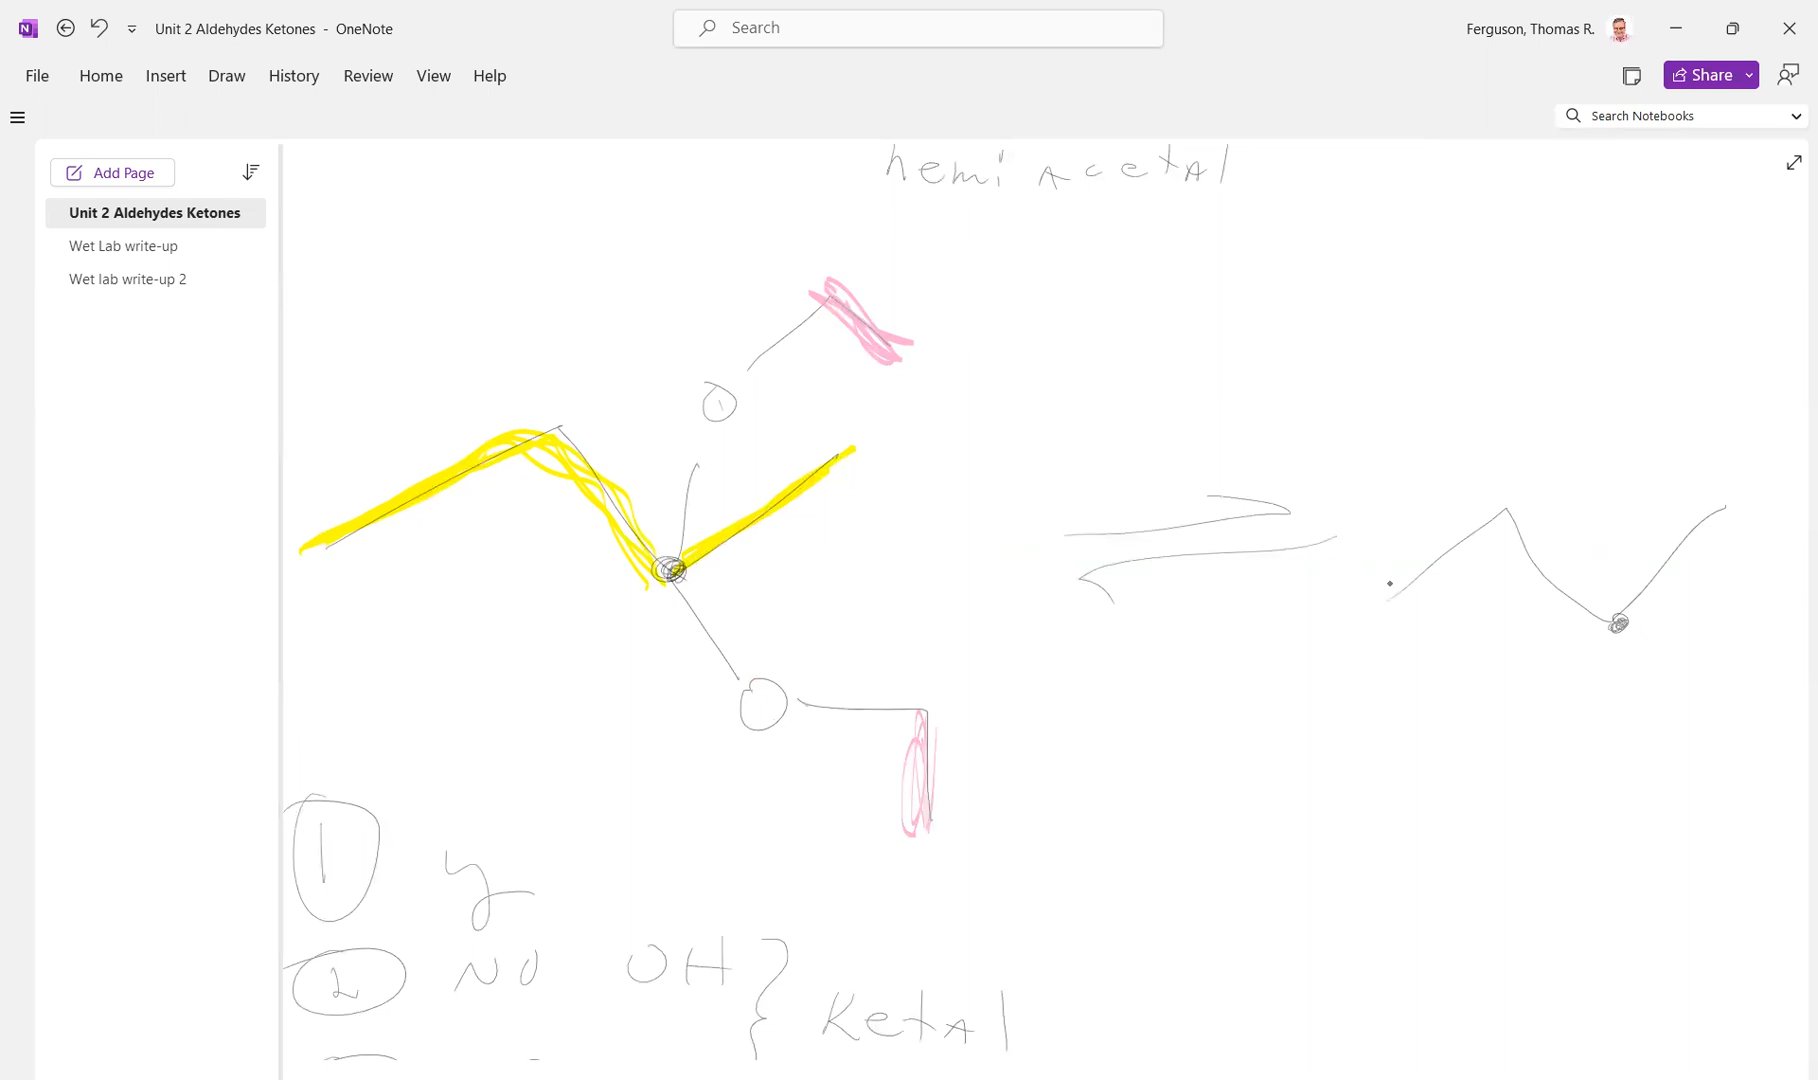 Unit 2 Aldehydes Ketones - OneNote
Search
Ferguson, Thomas R.
File Home Insert Draw History Review View Help
Share
Search Notebooks
Add Page
Unit 2 Aldehydes Ketones
Wet Lab write-up
Wet lab write-up 2
hemi acetal
O
O
1 y
2 NO OH
Ketal